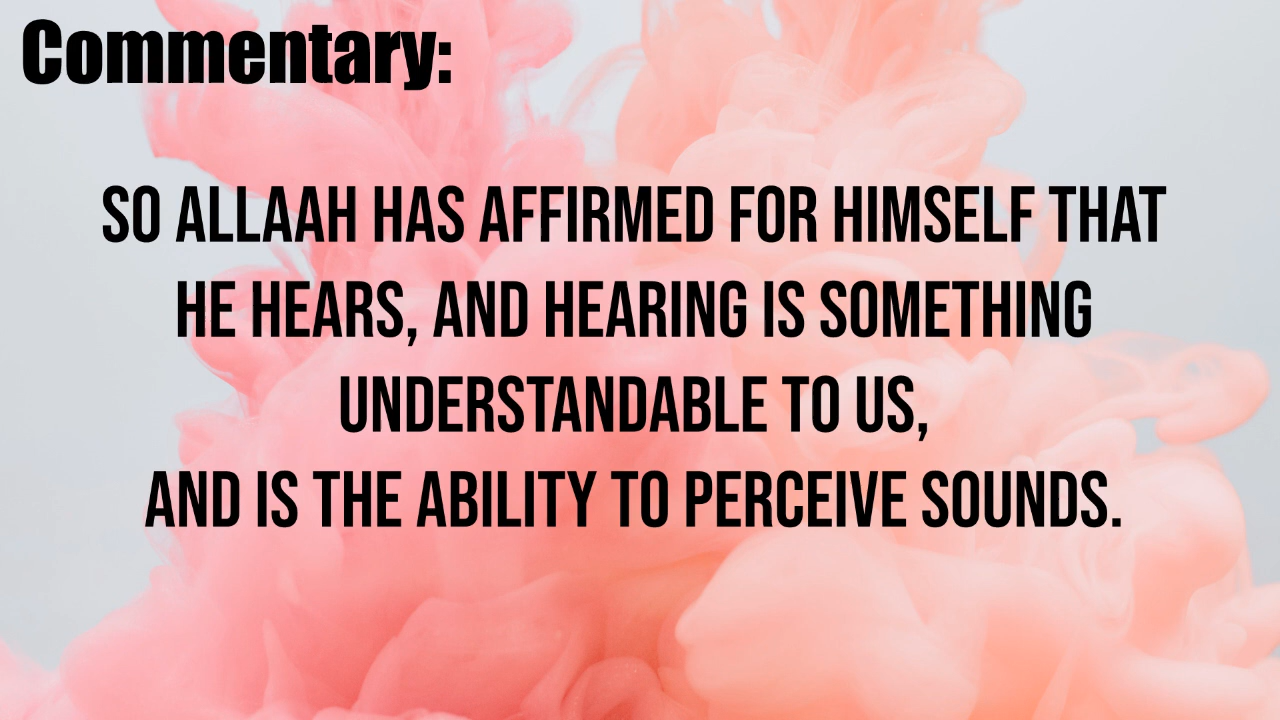 Commentary:
SO ALLAAH HAS AFFIRMED FOR HIMSELF THAT
HE HEARS, AND HEARING IS SOMETHING
UNDERSTANDABLE TO US,
AND IS THE ABILITY TO PERCEIVE SOUNDS.